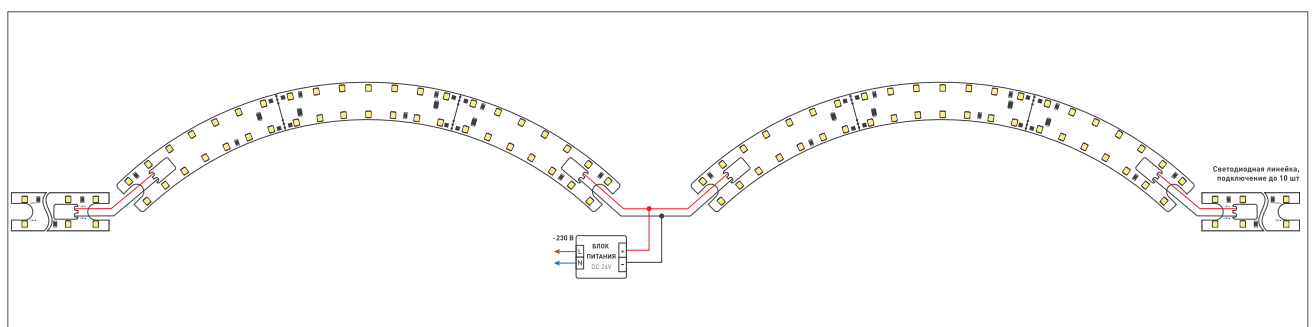 Светодиодная линейка,
подключение до 10 шт
~230 В
L
N
БЛОК
ПИТАНИЯ
DC 24V
+
−